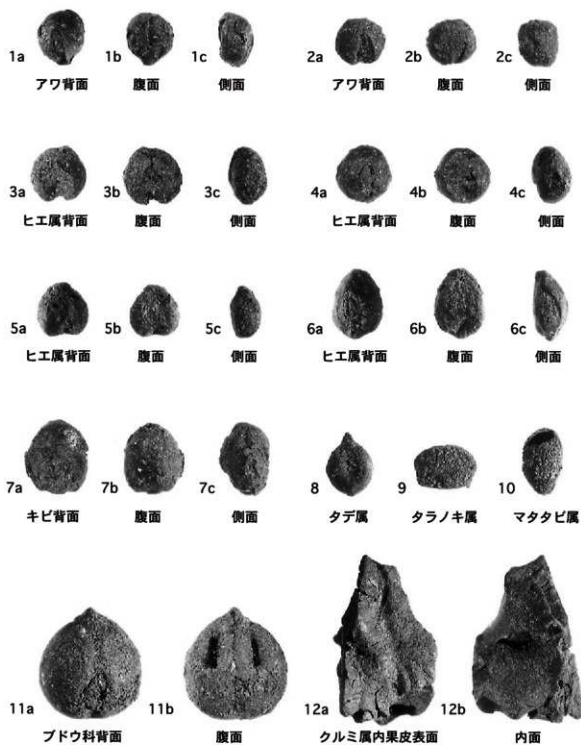 1a 1b 1c 2a 2b 2c
アワ背面 腹面 側面 アワ背面 腹面 側面
3a 3b 3c 4a 4b 4c
ヒエ属背面 腹面 側面 ヒエ属背面 腹面 側面
5a 5b 5c 6a 6b 6c
ヒエ属背面 腹面 側面 ヒエ属背面 腹面 側面
7a 7b 7c 8 9 10
キビ背面 腹面 側面 タデ属 タラノキ属 マタタビ属
11a 11b 12a 12b
ブドウ科背面 腹面 クルミ属内果皮表面 内面